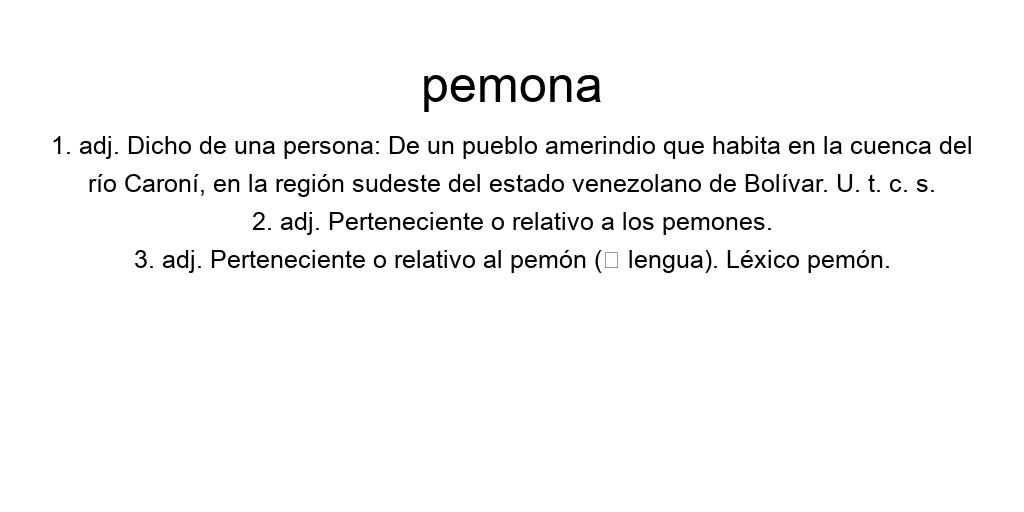 pemona
1. adj. Dicho de una persona: De un pueblo amerindio que habita en la cuenca del
río Caroní, en la región sudeste del estado venezolano de Bolívar. U. t. c. s.
2. adj. Perteneciente o relativo a los pemones.
3. adj. Perteneciente o relativo al pemón (□ lengua). Léxico pemón.